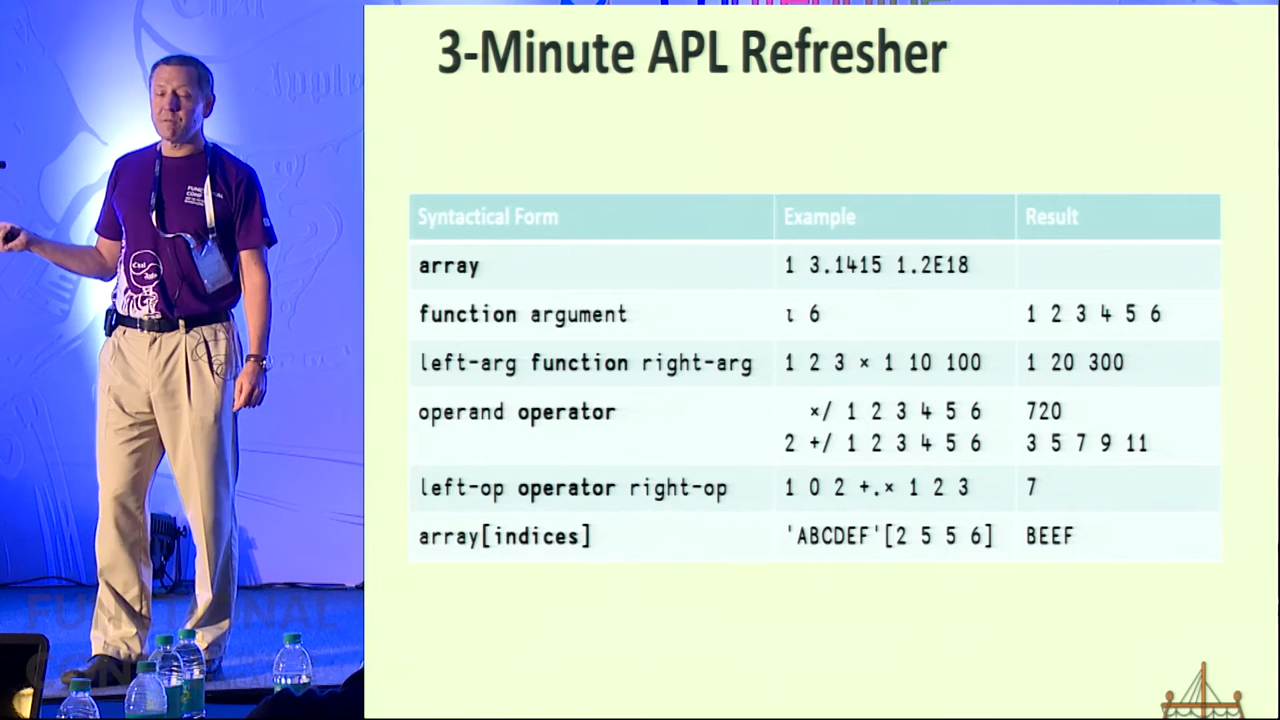 3-Minute APL Refresher
Syntactical Form Example Result
array 1 3.1415 1.2E18
function argument ⍳ 6 1 2 3 4 5 6
left-arg function right-arg 1 2 3 × 1 10 100 1 20 300
operand operator ×/ 1 2 3 4 5 6 720
2 +/ 1 2 3 4 5 6 3 5 7 9 11
left-op operator right-op 1 0 2 +.× 1 2 3 7
array[indices] 'ABCDEF'[2 5 5 6] BEEF